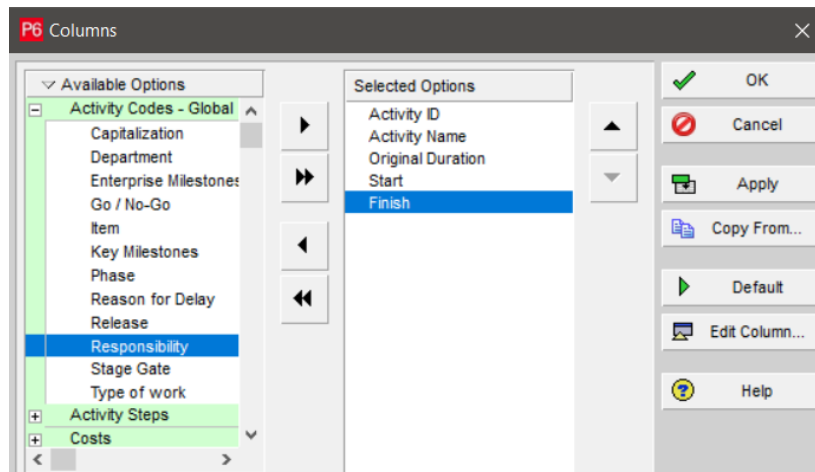 P6 Columns
Available Options
Activity Codes - Global
Capitalization
Department
Enterprise Milestones
Go / No-Go
Item
Key Milestones
Phase
Reason for Delay
Release
Responsibility
Stage Gate
Type of work
Activity Steps
Costs
Selected Options
Activity ID
Activity Name
Original Duration
Start
Finish
OK
Cancel
Apply
Copy From...
Default
Edit Column...
Help